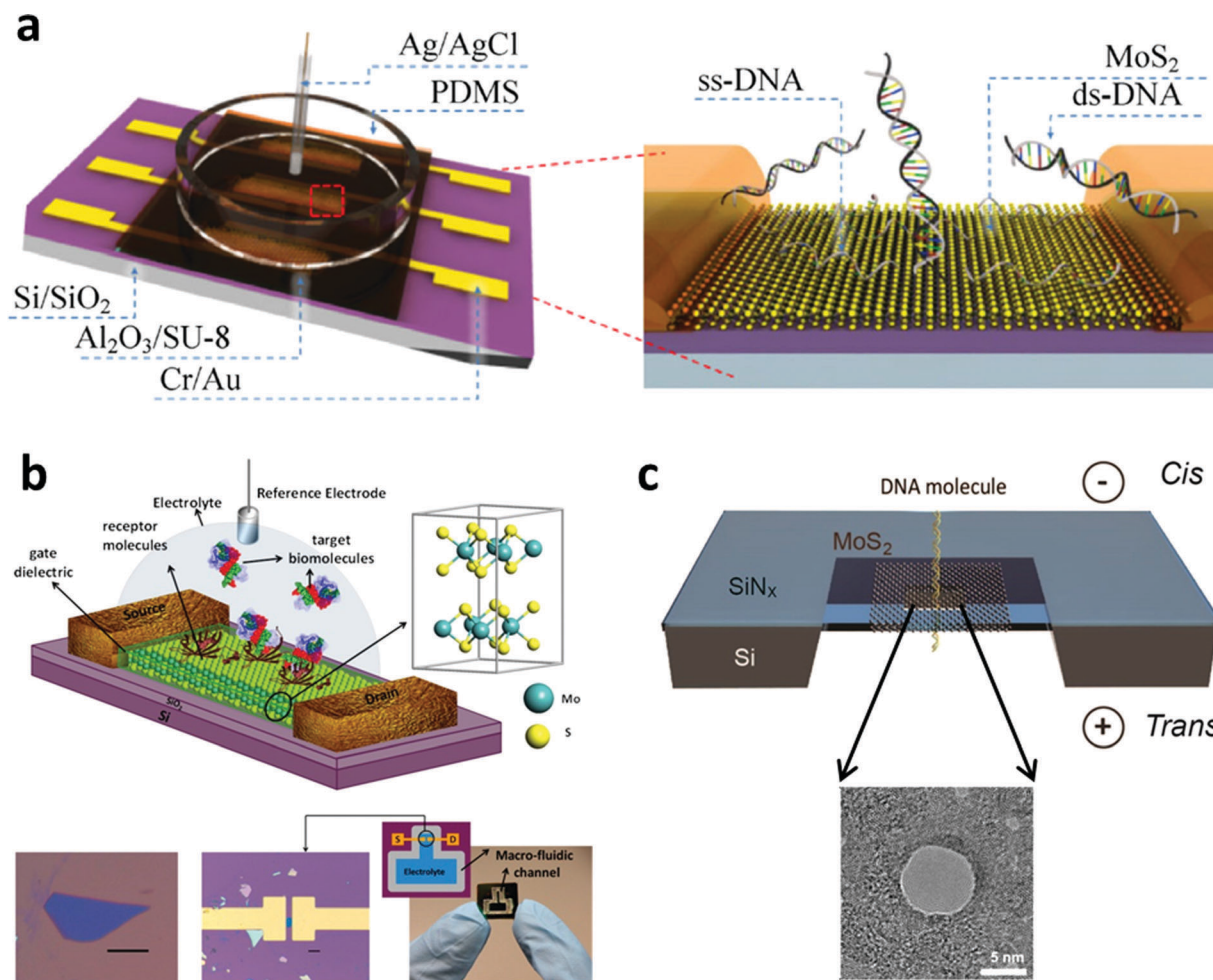 a
Ag/AgCl
PDMS
Si/SiO₂
Al₂O₃/SU-8
Cr/Au
ss-DNA
MoS₂
ds-DNA
b
Reference Electrode
Electrolyte
receptor
molecules
target
biomolecules
gate
dielectric
Source
Drain
SiO₂
Si
Mo
S
S
D
Electrolyte
Macro-fluidic
channel
c
DNA molecule
-
Cis
MoS₂
SiNₓ
Si
+
Trans
5 nm